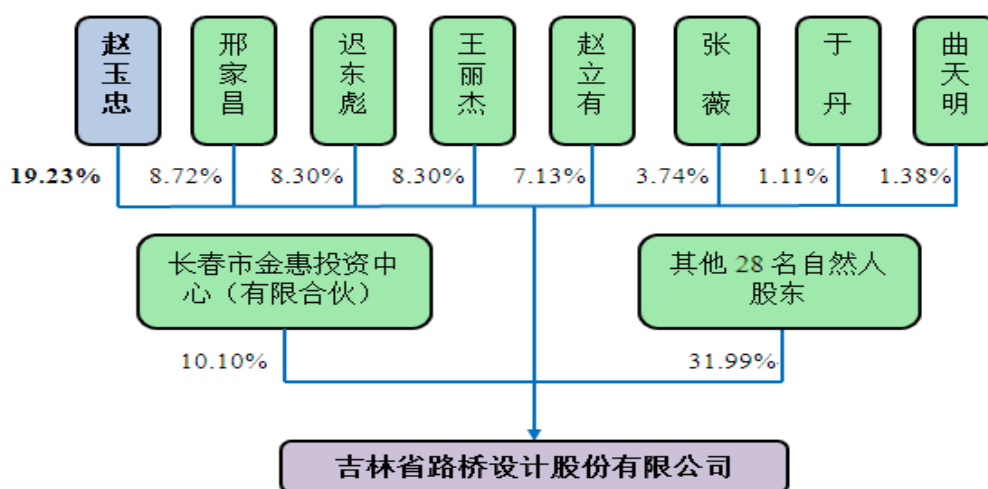 赵玉忠
邢家昌
迟东彪
王丽杰
赵立有
张薇
于丹
曲天明
19.23%
8.72%
8.30%
8.30%
7.13%
3.74%
1.11%
1.38%
长春市金惠投资中
心（有限合伙）
其他 28 名自然人
股东
10.10%
31.99%
吉林省路桥设计股份有限公司